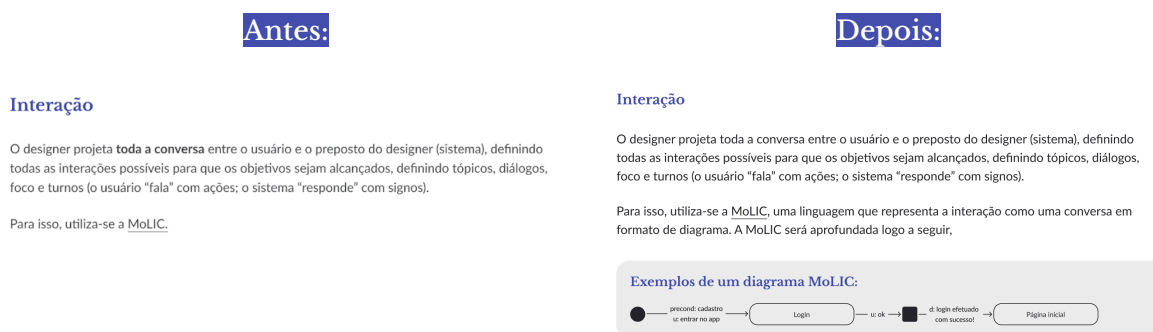 Antes:
Interação
O designer projeta toda a conversa entre o usuário e o preposto do designer (sistema), definindo
todas as interações possíveis para que os objetivos sejam alcançados, definindo tópicos, diálogos,
foco e turnos (o usuário “fala” com ações; o sistema “responde” com signos).
Para isso, utiliza-se a MoLIC.
Depois:
Interação
O designer projeta toda a conversa entre o usuário e o preposto do designer (sistema), definindo
todas as interações possíveis para que os objetivos sejam alcançados, definindo tópicos, diálogos,
foco e turnos (o usuário “fala” com ações; o sistema “responde” com signos).
Para isso, utiliza-se a MoLIC, uma linguagem que representa a interação como uma conversa em
formato de diagrama. A MoLIC será aprofundada logo a seguir,
Exemplos de um diagrama MoLIC:
precond: cadastro
u: entrar no app
Login
u: ok
d: login efetuado
com sucesso!
Página inicial